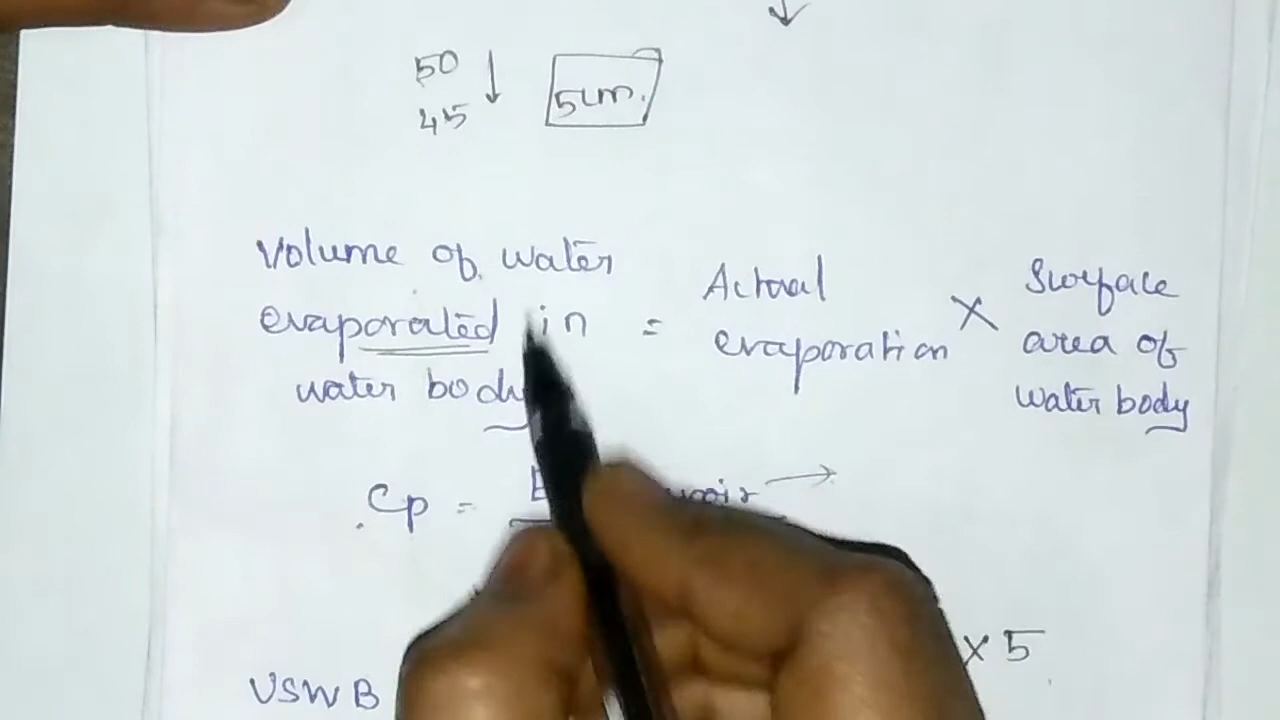 50
45
5cm.
Volume of water
evaporated in
water body
=
Actual
evaporation
×
Surface
area of
water body
Cp =
× 5
USWB